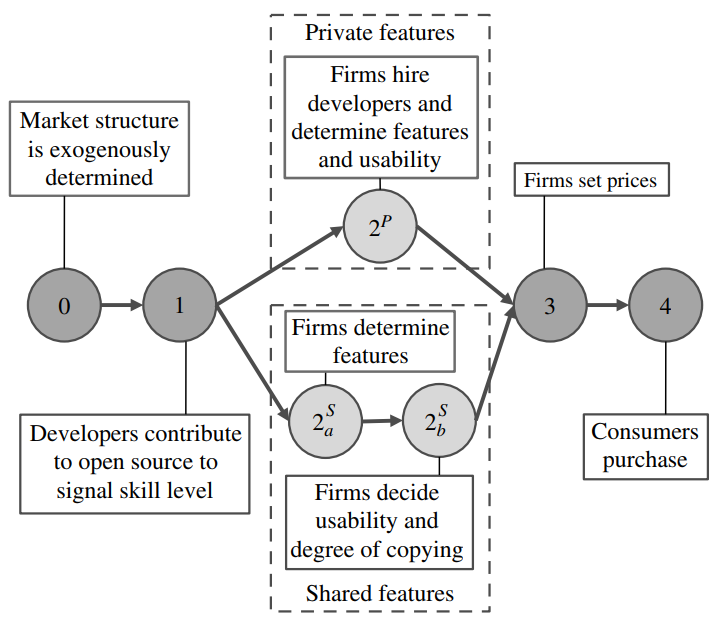 Private features
Firms hire
developers and
determine features
and usability
Market structure
is exogenously
determined
Firms set prices
2^P
0
1
3
4
Firms determine
features
2_a^S
2_b^S
Developers contribute
to open source to
signal skill level
Consumers
purchase
Firms decide
usability and
degree of copying
Shared features